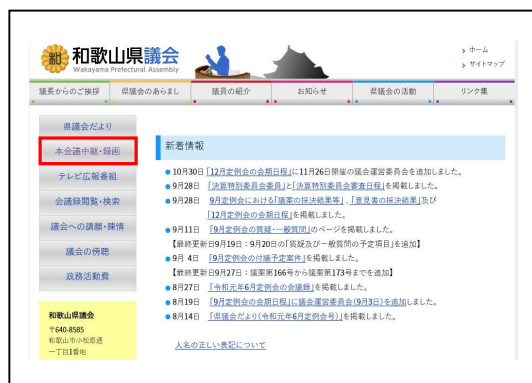 和歌山県議会
Wakayama Prefectural Assembly
ホーム
サイトマップ
議長からのご挨拶
県議会のあらまし
議員の紹介
お知らせ
県議会の活動
リンク集
県議会だより
本会議中継・録画
テレビ広報番組
会議録閲覧・検索
議会への請願・陳情
議会の傍聴
政務活動費
和歌山県議会
〒640-8585
和歌山市小松原通
一丁目1番地
新着情報
●10月30日「12月定例会の会期日程」に11月26日開催の議会運営委員会を追加しました。
●9月28日 「決算特別委員会委員」と「決算特別委員会審査日程」を掲載しました。
●9月28日 9月定例会における「議案の採決結果等」、「意見書の採決結果」及び
「12月定例会の会期日程」を掲載しました。
●9月11日 「9月定例会の質疑・一般質問」のページを掲載しました。
【最終更新日9月19日:9月20日の「質疑及び一般質問の予定項目」を追加】
●9月 4日 「9月定例会の付議予定案件」を掲載しました。
【最終更新日9月27日:議案第166号から議案第173号までを追加】
●8月27日 「令和元年6月定例会の会議録」を掲載しました。
●8月19日 「9月定例会の会期日程」に議会運営委員会(9月3日)を追加しました。
●8月14日 「県議会だより(令和元年6月定例会号)」を掲載しました。
人名の正しい表記について